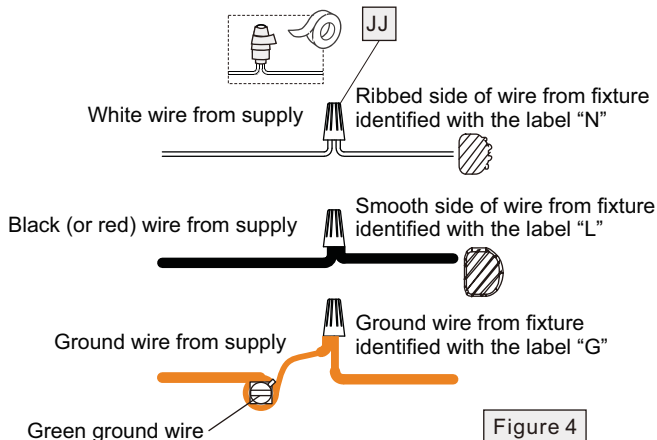 JJ
White wire from supply
Ribbed side of wire from fixture
identified with the label “N”
Black (or red) wire from supply
Smooth side of wire from fixture
identified with the label “L”
Ground wire from supply
Ground wire from fixture
identified with the label “G”
Green ground wire
Figure 4